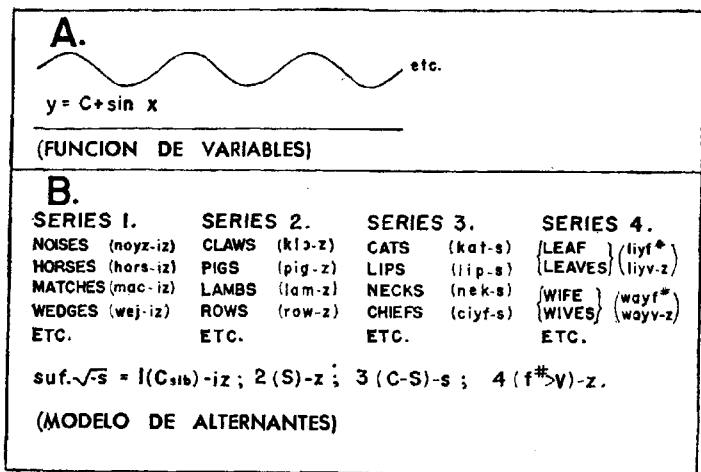 A.
etc.
y = C+sin x
(FUNCION DE VARIABLES)
B.
SERIES 1. SERIES 2. SERIES 3. SERIES 4.
NOISES (noyz-iz) CLAWS (klɔ-z) CATS (kat-s) {LEAF} (liyf#)
HORSES (hors-iz) PIGS (pig-z) LIPS (lip-s) {LEAVES} (liyv-z)
MATCHES (mac-iz) LAMBS (lam-z) NECKS (nek-s) {WIFE} (wayf#)
WEDGES (wej-iz) ROWS (row-z) CHIEFS (ciyf-s) {WIVES} (wayv-z)
ETC. ETC. ETC. ETC.
suf.√-s = 1(Csib)-iz ; 2 (S)-z ; 3 (C-S)-s ; 4 (f#>V)-z.
(MODELO DE ALTERNANTES)